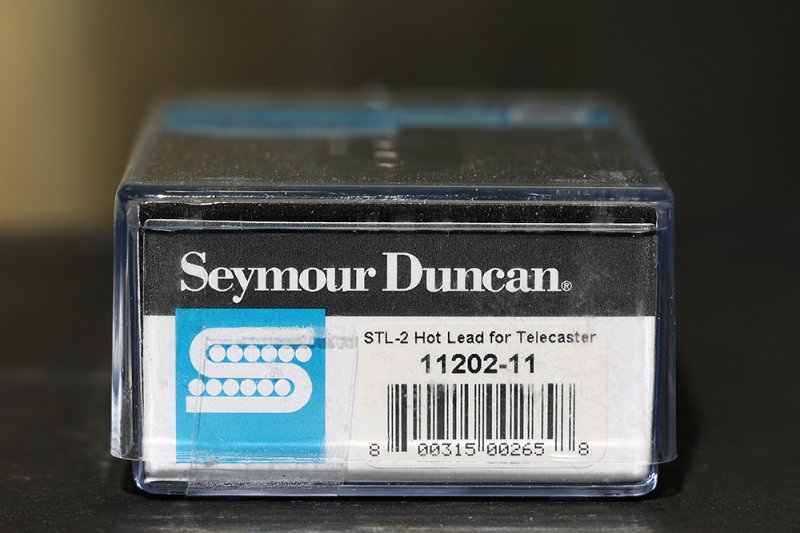 Seymour Duncan®
STL-2 Hot Lead for Telecaster
11202-11
8 00315 00265 8